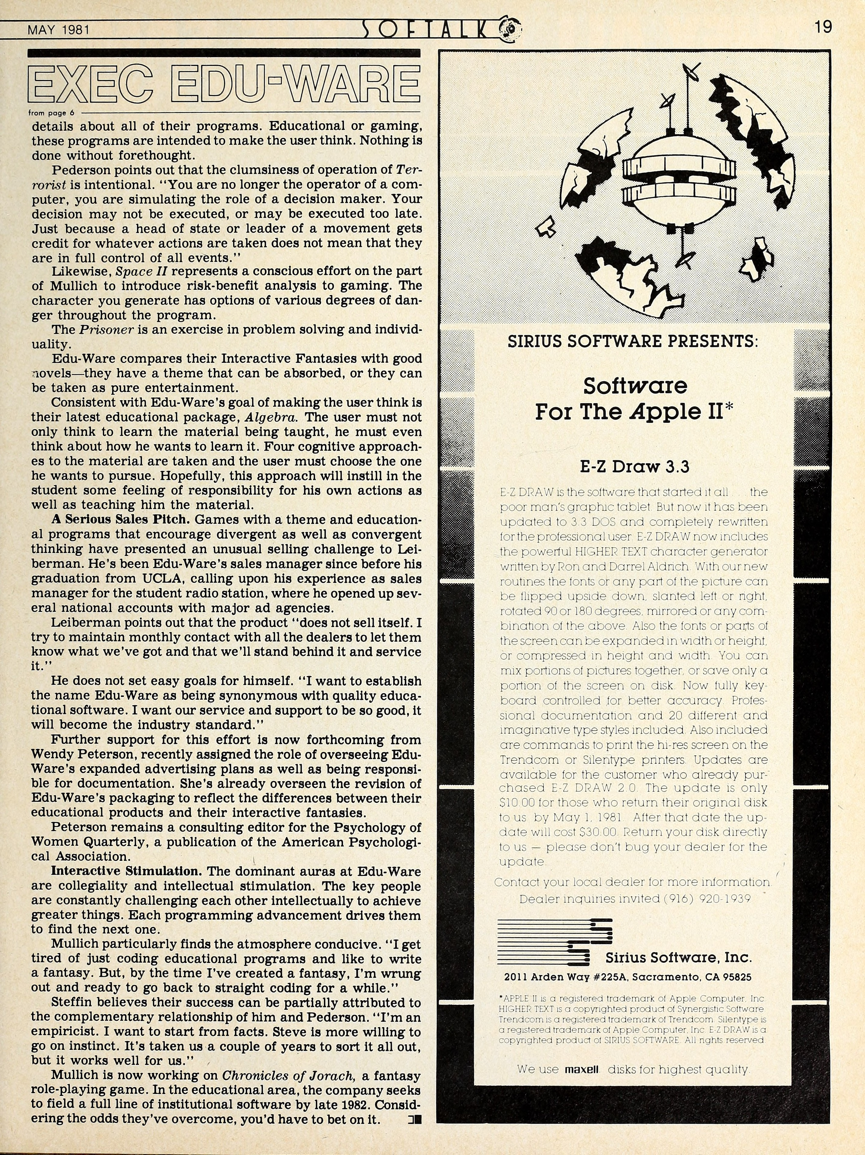 MAY 1981
SOFTALK
19
EXEC EDU-WARE
from page 6
details about all of their programs. Educational or gaming,
these programs are intended to make the user think. Nothing is
done without forethought.
Pederson points out that the clumsiness of operation of Ter-
rorist is intentional. "You are no longer the operator of a com-
puter, you are simulating the role of a decision maker. Your
decision may not be executed, or may be executed too late.
Just because a head of state or leader of a movement gets
credit for whatever actions are taken does not mean that they
are in full control of all events."
Likewise, Space II represents a conscious effort on the part
of Mullich to introduce risk-benefit analysis to gaming. The
character you generate has options of various degrees of dan-
ger throughout the program.
The Prisoner is an exercise in problem solving and individ-
uality.
Edu-Ware compares their Interactive Fantasies with good
novels—they have a theme that can be absorbed, or they can
be taken as pure entertainment.
Consistent with Edu-Ware's goal of making the user think is
their latest educational package, Algebra. The user must not
only think to learn the material being taught, he must even
think about how he wants to learn it. Four cognitive approach-
es to the material are taken and the user must choose the one
he wants to pursue. Hopefully, this approach will instill in the
student some feeling of responsibility for his own actions as
well as teaching him the material.
A Serious Sales Pitch. Games with a theme and education-
al programs that encourage divergent as well as convergent
thinking have presented an unusual selling challenge to Lei-
berman. He's been Edu-Ware's sales manager since before his
graduation from UCLA, calling upon his experience as sales
manager for the student radio station, where he opened up sev-
eral national accounts with major ad agencies.
Leiberman points out that the product "does not sell itself. I
try to maintain monthly contact with all the dealers to let them
know what we've got and that we'll stand behind it and service
it."
He does not set easy goals for himself. "I want to establish
the name Edu-Ware as being synonymous with quality educa-
tional software. I want our service and support to be so good, it
will become the industry standard."
Further support for this effort is now forthcoming from
Wendy Peterson, recently assigned the role of overseeing Edu-
Ware's expanded advertising plans as well as being responsi-
ble for documentation. She's already overseen the revision of
Edu-Ware's packaging to reflect the differences between their
educational products and their interactive fantasies.
Peterson remains a consulting editor for the Psychology of
Women Quarterly, a publication of the American Psychologi-
cal Association.
Interactive Stimulation. The dominant auras at Edu-Ware
are collegiality and intellectual stimulation. The key people
are constantly challenging each other intellectually to achieve
greater things. Each programming advancement drives them
to find the next one.
Mullich particularly finds the atmosphere conducive. "I get
tired of just coding educational programs and like to write
a fantasy. But, by the time I've created a fantasy, I'm wrung
out and ready to go back to straight coding for a while."
Steffin believes their success can be partially attributed to
the complementary relationship of him and Pederson. "I'm an
empiricist. I want to start from facts. Steve is more willing to
go on instinct. It's taken us a couple of years to sort it all out,
but it works well for us."
Mullich is now working on Chronicles of Jorach, a fantasy
role-playing game. In the educational area, the company seeks
to field a full line of institutional software by late 1982. Consid-
ering the odds they've overcome, you'd have to bet on it.
SIRIUS SOFTWARE PRESENTS:
Software
For The Apple II*
E-Z Draw 3.3
E-Z DRAW is the software that started it all . . . the
poor man's graphic tablet. But now it has been
updated to 3.3 DOS and completely rewritten
for the professional user. E-Z DRAW now includes
the powerful HIGHER TEXT character generator
written by Ron and Darrel Aldrich. With our new
routines the fonts or any part of the picture can
be flipped upside down, slanted left or right,
rotated 90 or 180 degrees, mirrored or any com-
bination of the above. Also the fonts or parts of
the screen can be expanded in width or height,
or compressed in height and width. You can
mix portions of pictures together, or save only a
portion of the screen on disk. Now fully key-
board controlled for better accuracy. Profes-
sional documentation and 20 different and
imaginative type styles included. Also included
are commands to print the hi-res screen on the
Trendcom or Silentype printers. Updates are
available for the customer who already pur-
chased E-Z DRAW 2.0. The update is only
$10.00 for those who return their original disk
to us by May 1, 1981. After that date the up-
date will cost $30.00. Return your disk directly
to us — please don't bug your dealer for the
update.
Contact your local dealer for more information.
Dealer inquiries invited (916) 920-1939
Sirius Software, Inc.
2011 Arden Way #225A, Sacramento, CA 95825
*APPLE II is a registered trademark of Apple Computer, Inc.
HIGHER TEXT is a copyrighted product of Synergistic Software.
Trendcom is a registered trademark of Trendcom. Silentype is
a registered trademark of Apple Computer, Inc. E-Z DRAW is a
copyrighted product of SIRIUS SOFTWARE. All rights reserved.
We use maxell disks for highest quality.